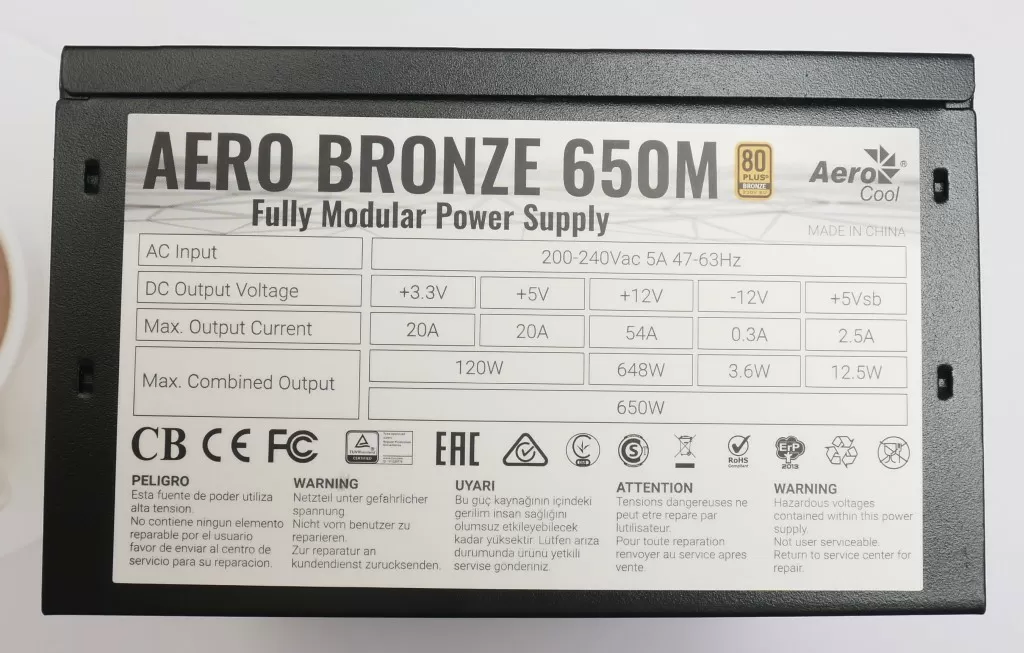 AERO BRONZE 650M
80
PLUS®
BRONZE
Aero®
Cool
Fully Modular Power Supply
MADE IN CHINA
AC Input 200-240Vac 5A 47-63Hz
DC Output Voltage +3.3V +5V +12V -12V +5Vsb
Max. Output Current 20A 20A 54A 0.3A 2.5A
Max. Combined Output 120W 648W 3.6W 12.5W
650W
CB CE FC
CERTIFIED
EAC
RoHS
Compliant
ErP
2013
PELIGRO
Esta fuente de poder utiliza
alta tension.
No contiene ningun elemento
reparable por el usuario
favor de enviar al centro de
servicio para su reparacion.
WARNING
Netzteil unter gefahrlicher
spannung.
Nicht vom benutzer zu
reparieren.
Zur reparatur an
kundendienst zurucksenden.
UYARI
Bu güç kaynağının içindeki
gerilim insan sağlığını
olumsuz etkileyebilecek
kadar yüksektir. Lütfen arıza
durumunda ürünü yetkili
servise gönderiniz.
ATTENTION
Tensions dangereuses ne
peut etre repare par
lutilisateur.
Pour toute reparation
renvoyer au service apres
vente.
WARNING
Hazardous voltages
contained within this power
supply.
Not user serviceable.
Return to service center for
repair.